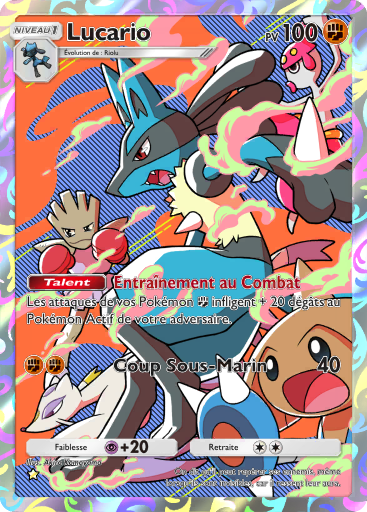 NIVEAU 1
Lucario
PV 100
Évolution de : Riolu
Talent Entraînement au Combat
Les attaques de vos Pokémon infligent + 20 dégâts au
Pokémon Actif de votre adversaire.
Coup Sous-Marin 40
Faiblesse +20 Retraite